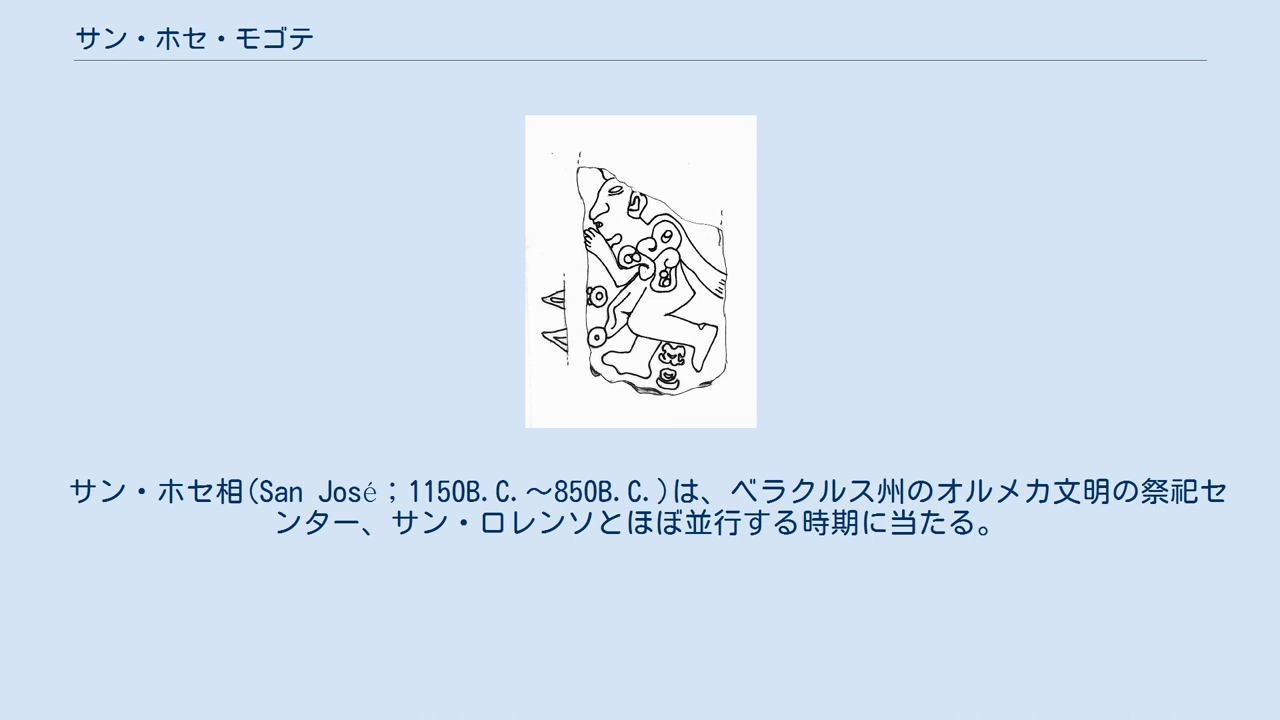 サン・ホセ・モゴテ
サン・ホセ相(San José；1150B.C.～850B.C.)は、ベラクルス州のオルメカ文明の祭祀セ
ンター、サン・ロレンソとほぼ並行する時期に当たる。